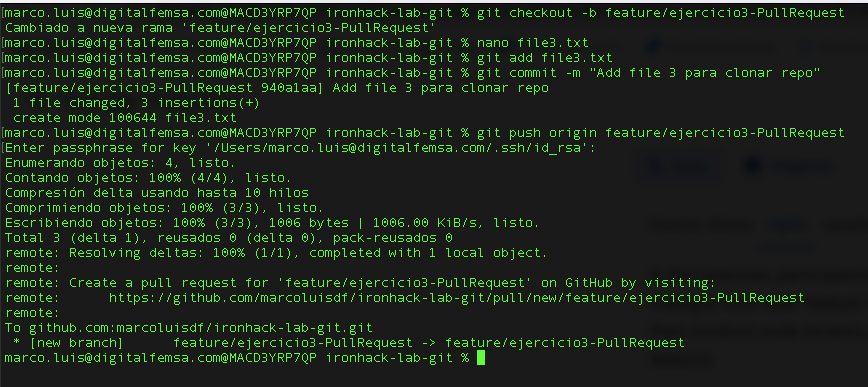 marco.luis@digitalfemsa.com@MACD3YRP7QP ironhack-lab-git % git checkout -b feature/ejercicio3-PullRequest
Cambiado a nueva rama 'feature/ejercicio3-PullRequest'
marco.luis@digitalfemsa.com@MACD3YRP7QP ironhack-lab-git % nano file3.txt
marco.luis@digitalfemsa.com@MACD3YRP7QP ironhack-lab-git % git add file3.txt
marco.luis@digitalfemsa.com@MACD3YRP7QP ironhack-lab-git % git commit -m "Add file 3 para clonar repo"
[feature/ejercicio3-PullRequest 940a1aa] Add file 3 para clonar repo
1 file changed, 3 insertions(+)
create mode 100644 file3.txt
marco.luis@digitalfemsa.com@MACD3YRP7QP ironhack-lab-git % git push origin feature/ejercicio3-PullRequest
Enter passphrase for key '/Users/marco.luis@digitalfemsa.com/.ssh/id_rsa':
Enumerando objetos: 4, listo.
Contando objetos: 100% (4/4), listo.
Compresión delta usando hasta 10 hilos
Comprimiendo objetos: 100% (3/3), listo.
Escribiendo objetos: 100% (3/3), 1006 bytes | 1006.00 KiB/s, listo.
Total 3 (delta 1), reusados 0 (delta 0), pack-reusados 0
remote: Resolving deltas: 100% (1/1), completed with 1 local object.
remote:
remote: Create a pull request for 'feature/ejercicio3-PullRequest' on GitHub by visiting:
remote:      https://github.com/marcoluisdf/ironhack-lab-git/pull/new/feature/ejercicio3-PullRequest
remote:
To github.com:marcoluisdf/ironhack-lab-git.git
* [new branch]      feature/ejercicio3-PullRequest -> feature/ejercicio3-PullRequest
marco.luis@digitalfemsa.com@MACD3YRP7QP ironhack-lab-git %